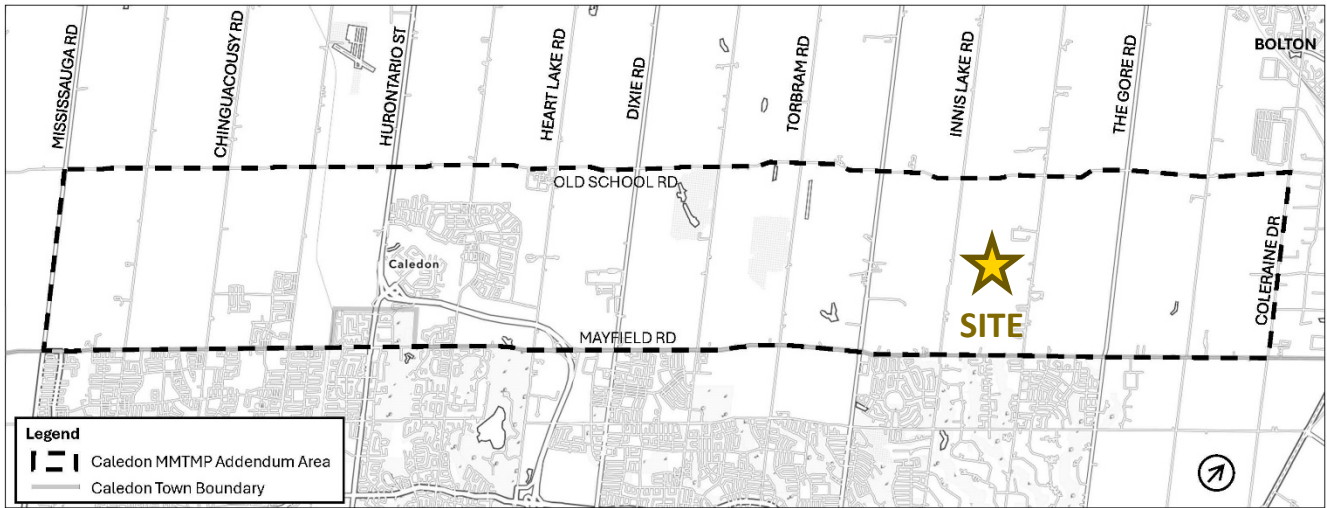 MISSISSAUGA RD
CHINGUACOUSY RD
HURONTARIO ST
HEART LAKE RD
DIXIE RD
TORBRAM RD
INNIS LAKE RD
THE GORE RD
BOLTON
OLD SCHOOL RD
Caledon
SITE
COLERAINE DR
MAYFIELD RD
Legend
Caledon MMTMP Addendum Area
Caledon Town Boundary